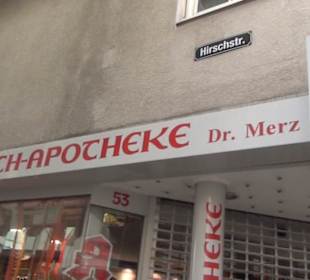 Hirschstr.
CH-APOTHEKE Dr. Merz
53
HEKE